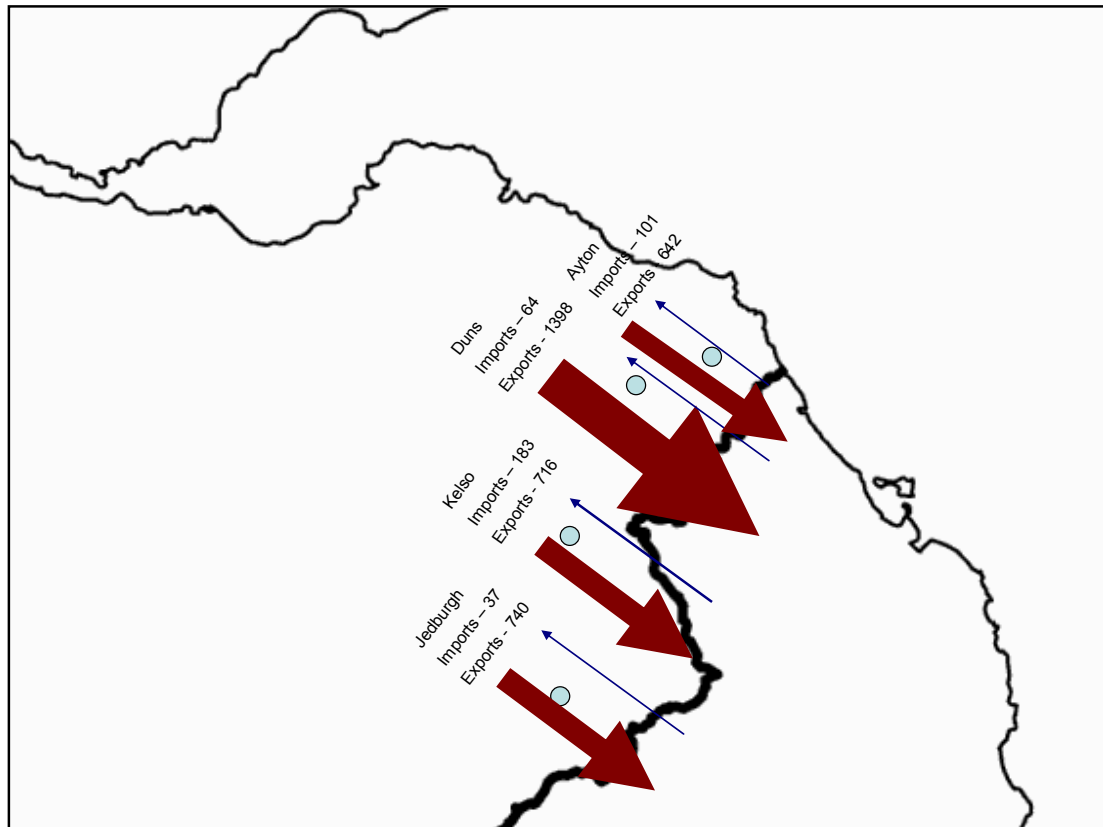 Ayton
Imports – 101
Exports - 642
Duns
Imports – 64
Exports - 1398
Kelso
Imports – 183
Exports - 716
Jedburgh
Imports – 37
Exports - 740